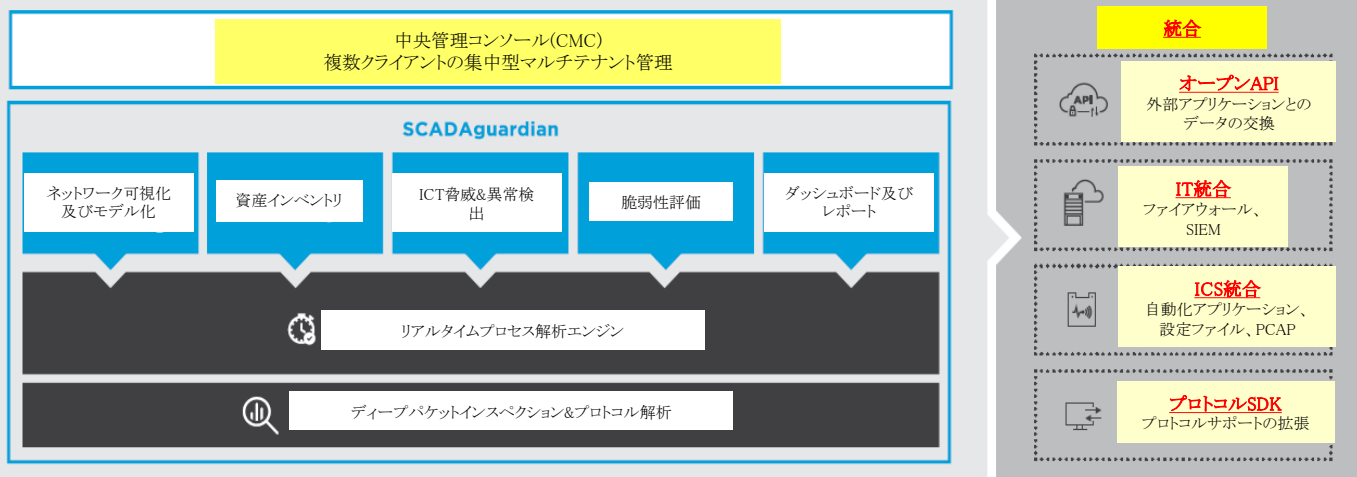 中央管理コンソール(CMC)
複数クライアントの集中型マルチテナント管理
SCADAguardian
ネットワーク可視化
及びモデル化
資産インベントリ
ICT脅威&異常検
出
脆弱性評価
ダッシュボード及び
レポート
リアルタイムプロセス解析エンジン
ディープパケットインスペクション&プロトコル解析
統合
API
オープンAPI
外部アプリケーションとの
データの交換
IT統合
ファイアウォール、
SIEM
ICS統合
自動化アプリケーション、
設定ファイル、PCAP
プロトコルSDK
プロトコルサポートの拡張